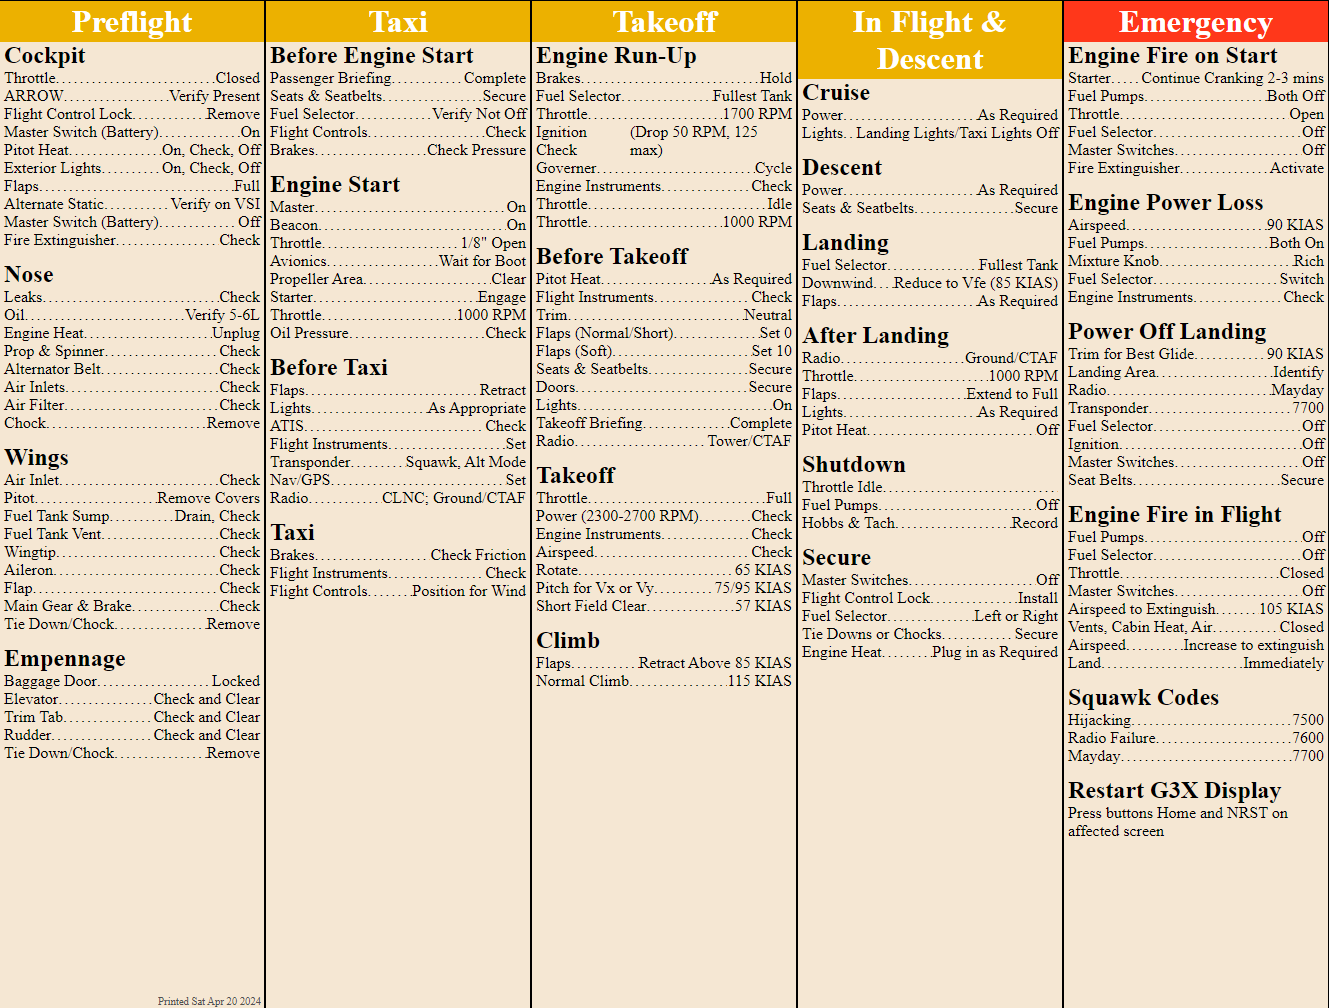 Preflight
Cockpit
Throttle Closed
ARROW Verify Present
Flight Control Lock Remove
Master Switch (Battery) On
Pitot Heat On, Check, Off
Exterior Lights On, Check, Off
Flaps Full
Alternate Static Verify on VSI
Master Switch (Battery) Off
Fire Extinguisher Check
Nose
Leaks Check
Oil Verify 5-6L
Engine Heat Unplug
Prop & Spinner Check
Alternator Belt Check
Air Inlets Check
Air Filter Check
Chock Remove
Wings
Air Inlet Check
Pitot Remove Covers
Fuel Tank Sump Drain, Check
Fuel Tank Vent Check
Wingtip Check
Aileron Check
Flap Check
Main Gear & Brake Check
Tie Down/Chock Remove
Empennage
Baggage Door Locked
Elevator Check and Clear
Trim Tab Check and Clear
Rudder Check and Clear
Tie Down/Chock Remove
Printed Sat Apr 20 2024
Taxi
Before Engine Start
Passenger Briefing Complete
Seats & Seatbelts Secure
Fuel Selector Verify Not Off
Flight Controls Check
Brakes Check Pressure
Engine Start
Master On
Beacon On
Throttle 1/8" Open
Avionics Wait for Boot
Propeller Area Clear
Starter Engage
Throttle 1000 RPM
Oil Pressure Check
Before Taxi
Flaps Retract
Lights As Appropriate
ATIS Check
Flight Instruments Set
Transponder Squawk, Alt Mode
Nav/GPS Set
Radio CLNC; Ground/CTAF
Taxi
Brakes Check Friction
Flight Instruments Check
Flight Controls Position for Wind
Takeoff
Engine Run-Up
Brakes Hold
Fuel Selector Fullest Tank
Throttle 1700 RPM
Ignition (Drop 50 RPM, 125
Check max)
Governer Cycle
Engine Instruments Check
Throttle Idle
Throttle 1000 RPM
Before Takeoff
Pitot Heat As Required
Flight Instruments Check
Trim Neutral
Flaps (Normal/Short) Set 0
Flaps (Soft) Set 10
Seats & Seatbelts Secure
Doors Secure
Lights On
Takeoff Briefing Complete
Radio Tower/CTAF
Takeoff
Throttle Full
Power (2300-2700 RPM) Check
Engine Instruments Check
Airspeed Check
Rotate 65 KIAS
Pitch for Vx or Vy 75/95 KIAS
Short Field Clear 57 KIAS
Climb
Flaps Retract Above 85 KIAS
Normal Climb 115 KIAS
In Flight &
Descent
Cruise
Power As Required
Lights Landing Lights/Taxi Lights Off
Descent
Power As Required
Seats & Seatbelts Secure
Landing
Fuel Selector Fullest Tank
Downwind Reduce to Vfe (85 KIAS)
Flaps As Required
After Landing
Radio Ground/CTAF
Throttle 1000 RPM
Flaps Extend to Full
Lights As Required
Pitot Heat Off
Shutdown
Throttle Idle
Fuel Pumps Off
Hobbs & Tach Record
Secure
Master Switches Off
Flight Control Lock Install
Fuel Selector Left or Right
Tie Downs or Chocks Secure
Engine Heat Plug in as Required
Emergency
Engine Fire on Start
Starter Continue Cranking 2-3 mins
Fuel Pumps Both Off
Throttle Open
Fuel Selector Off
Master Switches Off
Fire Extinguisher Activate
Engine Power Loss
Airspeed 90 KIAS
Fuel Pumps Both On
Mixture Knob Rich
Fuel Selector Switch
Engine Instruments Check
Power Off Landing
Trim for Best Glide 90 KIAS
Landing Area Identify
Radio Mayday
Transponder 7700
Fuel Selector Off
Ignition Off
Master Switches Off
Seat Belts Secure
Engine Fire in Flight
Fuel Pumps Off
Fuel Selector Off
Throttle Closed
Master Switches Off
Airspeed to Extinguish 105 KIAS
Vents, Cabin Heat, Air Closed
Airspeed Increase to extinguish
Land Immediately
Squawk Codes
Hijacking 7500
Radio Failure 7600
Mayday 7700
Restart G3X Display
Press buttons Home and NRST on
affected screen